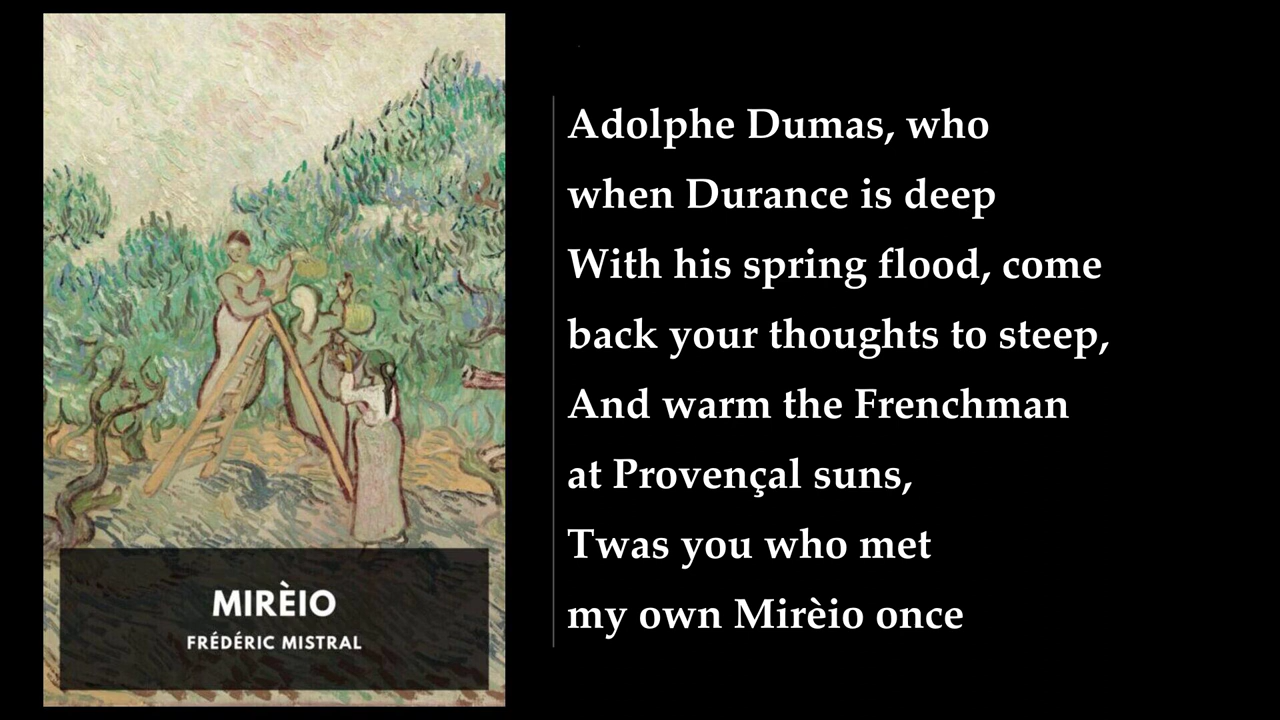 MIRÈIO
FRÉDÉRIC MISTRAL
Adolphe Dumas, who
when Durance is deep
With his spring flood, come
back your thoughts to steep,
And warm the Frenchman
at Provençal suns,
Twas you who met
my own Mirèio once